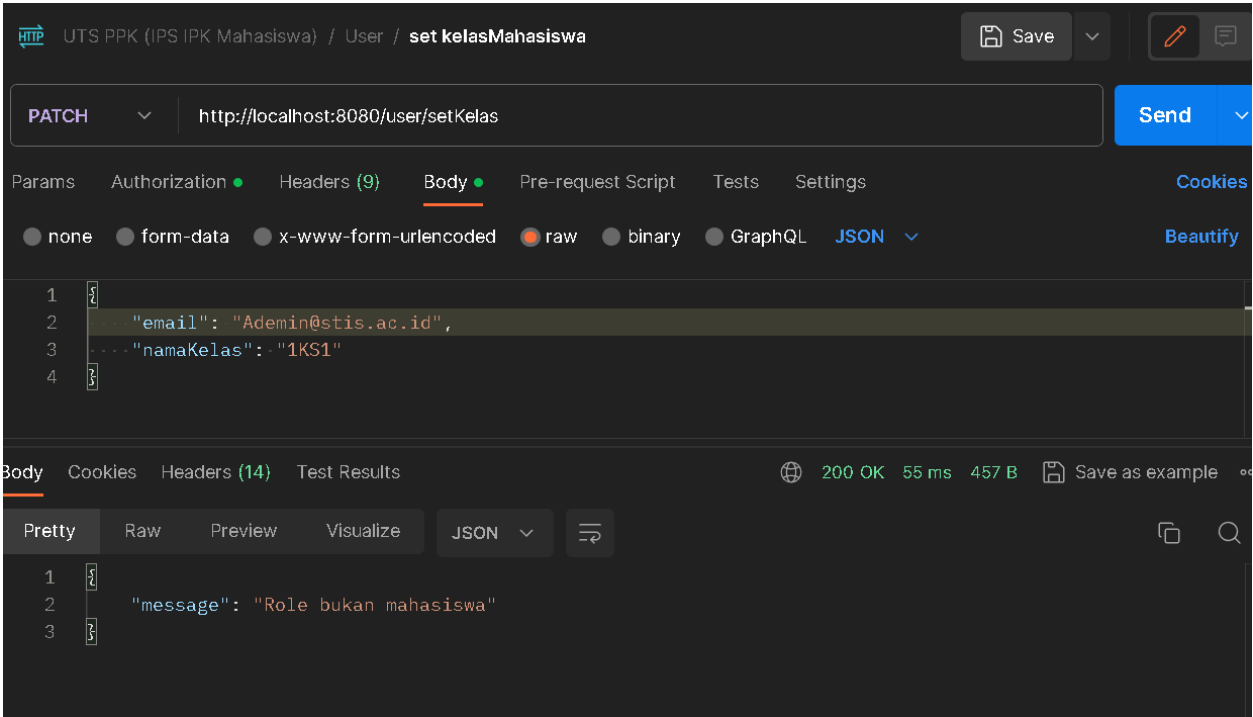 HTTP UTS PPK (IPS IPK Mahasiswa) / User / set kelasMahasiswa Save
PATCH http://localhost:8080/user/setKelas Send
Params Authorization Headers (9) Body Pre-request Script Tests Settings Cookies
none form-data x-www-form-urlencoded raw binary GraphQL JSON Beautify
1 {
2 "email": "Ademin@stis.ac.id",
3 "namaKelas": "1KS1"
4 }
Body Cookies Headers (14) Test Results 200 OK 55 ms 457 B Save as example
Pretty Raw Preview Visualize JSON
1 {
2 "message": "Role bukan mahasiswa"
3 }